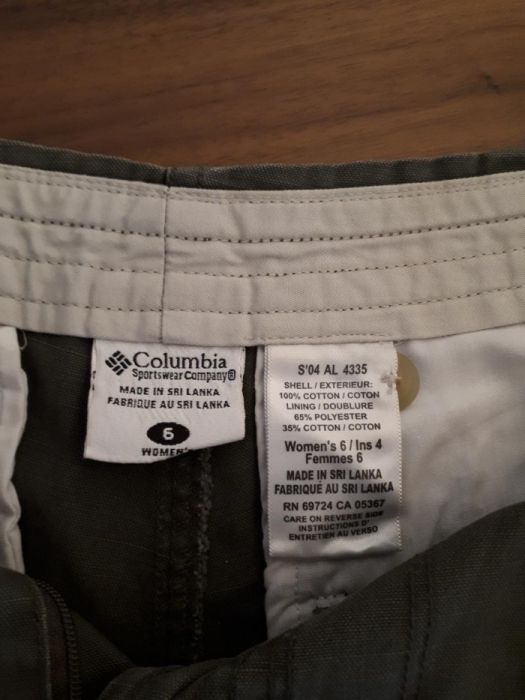 Columbia
Sportswear Company®
MADE IN SRI LANKA
FABRIQUÉ AU SRI LANKA
6
WOMEN'
S'04 AL 4335
SHELL / EXTERIEUR:
100% COTTON / COTON
LINING / DOUBLURE
65% POLYESTER
35% COTTON / COTON
Women's 6 / Ins 4
Femmes 6
MADE IN SRI LANKA
FABRIQUÉ AU SRI LANKA
RN 69724 CA 05367
CARE ON REVERSE SIDE
INSTRUCTIONS D'
ENTRETIEN AU VERSO